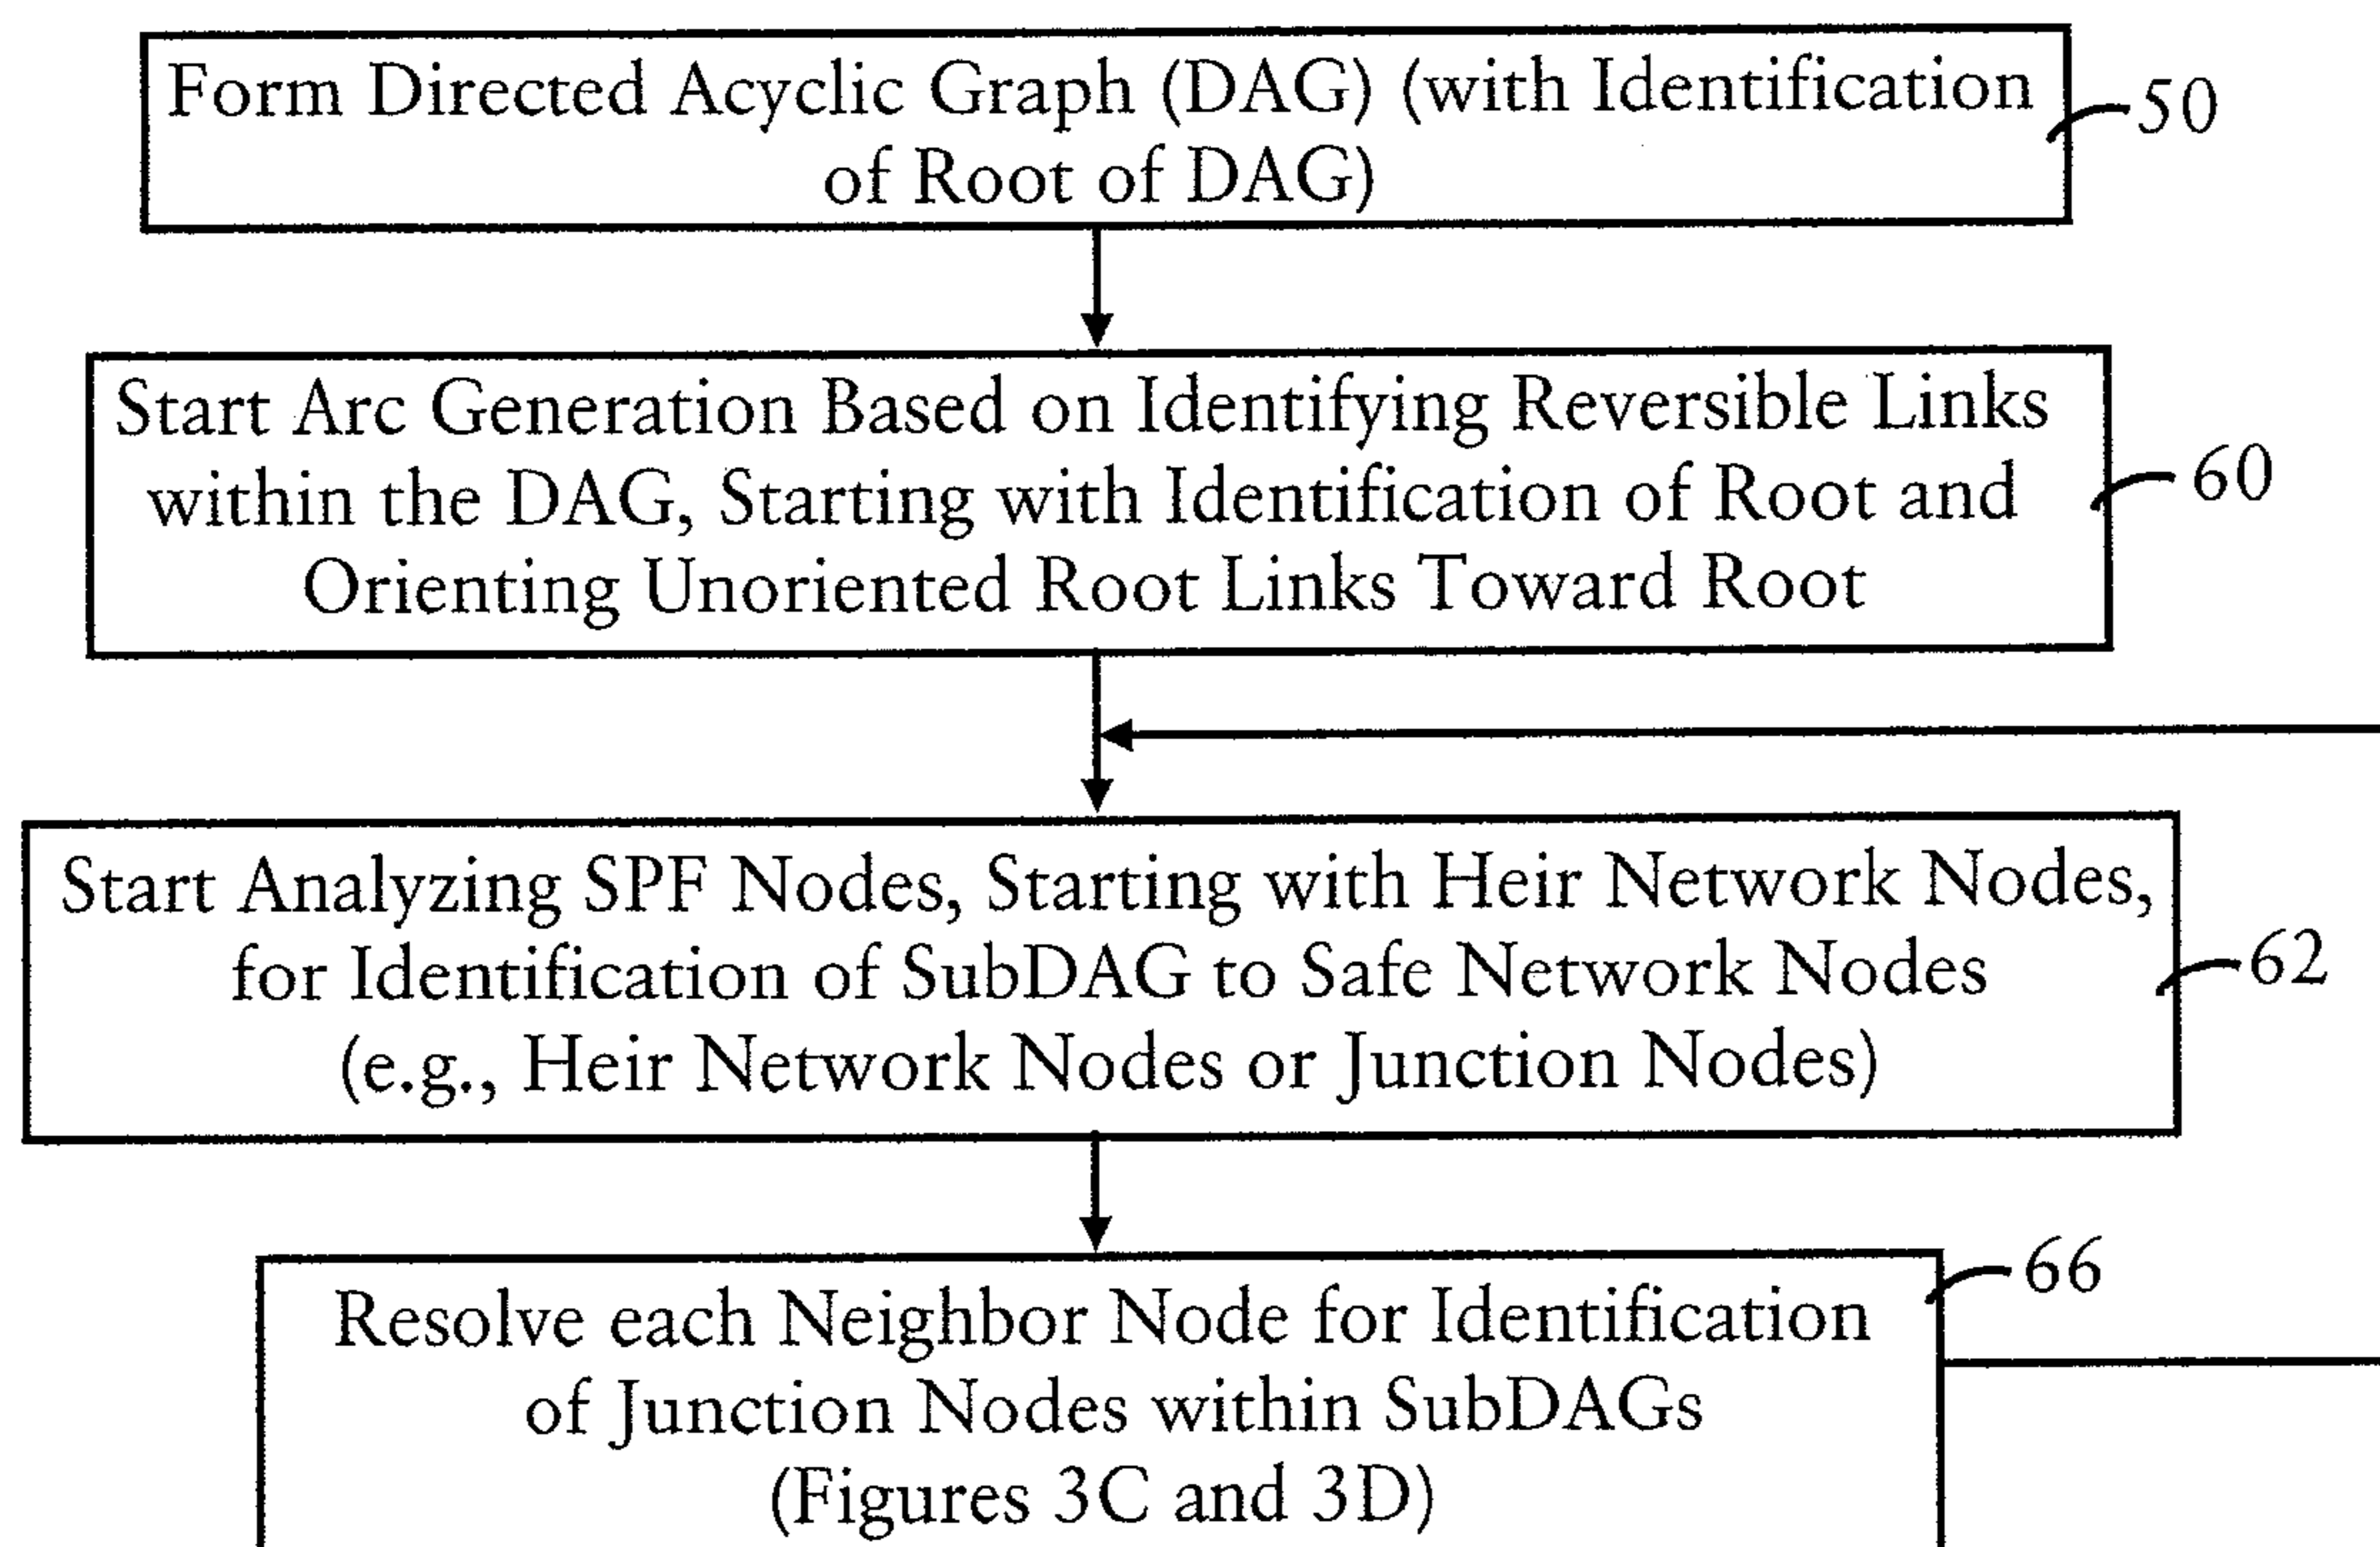 Form Directed Acyclic Graph (DAG) (with Identification
of Root of DAG)
50
Start Arc Generation Based on Identifying Reversible Links
within the DAG, Starting with Identification of Root and
Orienting Unoriented Root Links Toward Root
60
Start Analyzing SPF Nodes, Starting with Heir Network Nodes,
for Identification of SubDAG to Safe Network Nodes
(e.g., Heir Network Nodes or Junction Nodes)
62
66
Resolve each Neighbor Node for Identification
of Junction Nodes within SubDAGs
(Figures 3C and 3D)